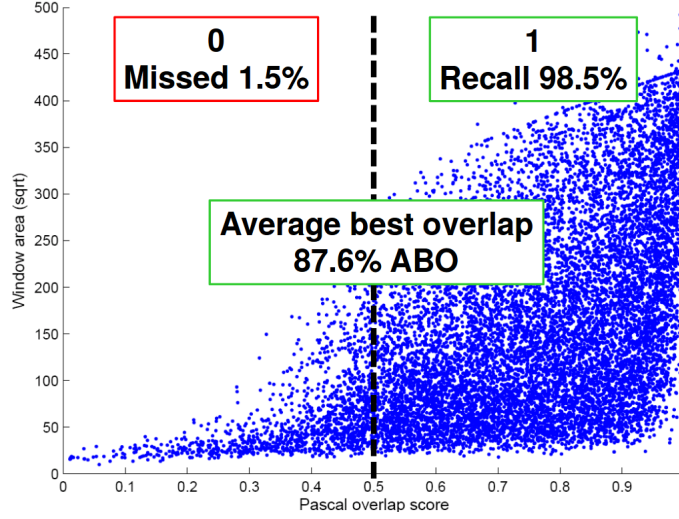 500
450
400
350
300
250
200
150
100
50
0
Window area (sqrt)
0
Missed 1.5%
1
Recall 98.5%
Average best overlap
87.6% ABO
0 0.1 0.2 0.3 0.4 0.5 0.6 0.7 0.8 0.9
Pascal overlap score